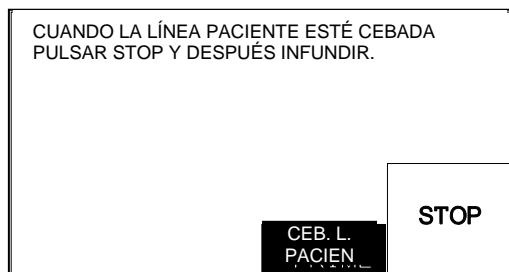 CUANDO LA LÍNEA PACIENTE ESTÉ CEBADA
PULSAR STOP Y DESPUÉS INFUNDIR.
STOP
CEB. L.
PACIEN